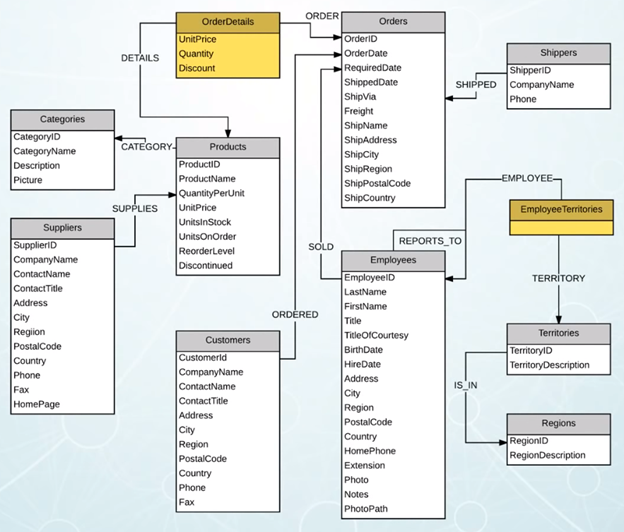 OrderDetails
UnitPrice
Quantity
Discount
ORDER
Orders
OrderID
OrderDate
RequiredDate
ShippedDate
ShipVia
Freight
ShipName
ShipAddress
ShipCity
ShipRegion
ShipPostalCode
ShipCountry
Shippers
ShipperID
CompanyName
Phone
SHIPPED
DETAILS
Categories
CategoryID
CategoryName
Description
Picture
CATEGORY
Products
ProductID
ProductName
QuantityPerUnit
UnitPrice
UnitsInStock
UnitsOnOrder
ReorderLevel
Discontinued
SUPPLIES
Suppliers
SupplierID
CompanyName
ContactName
ContactTitle
Address
City
Regiion
PostalCode
Country
Phone
Fax
HomePage
EMPLOYEE
EmployeeTerritories
REPORTS_TO
SOLD
Employees
EmployeeID
LastName
FirstName
Title
TitleOfCourtesy
BirthDate
HireDate
Address
City
Region
PostalCode
Country
HomePhone
Extension
Photo
Notes
PhotoPath
TERRITORY
ORDERED
Customers
CustomerId
CompanyName
ContactName
ContactTitle
Address
City
Region
PostalCode
Country
Phone
Fax
Territories
TerritoryID
TerritoryDescription
IS_IN
Regions
RegionID
RegionDescription